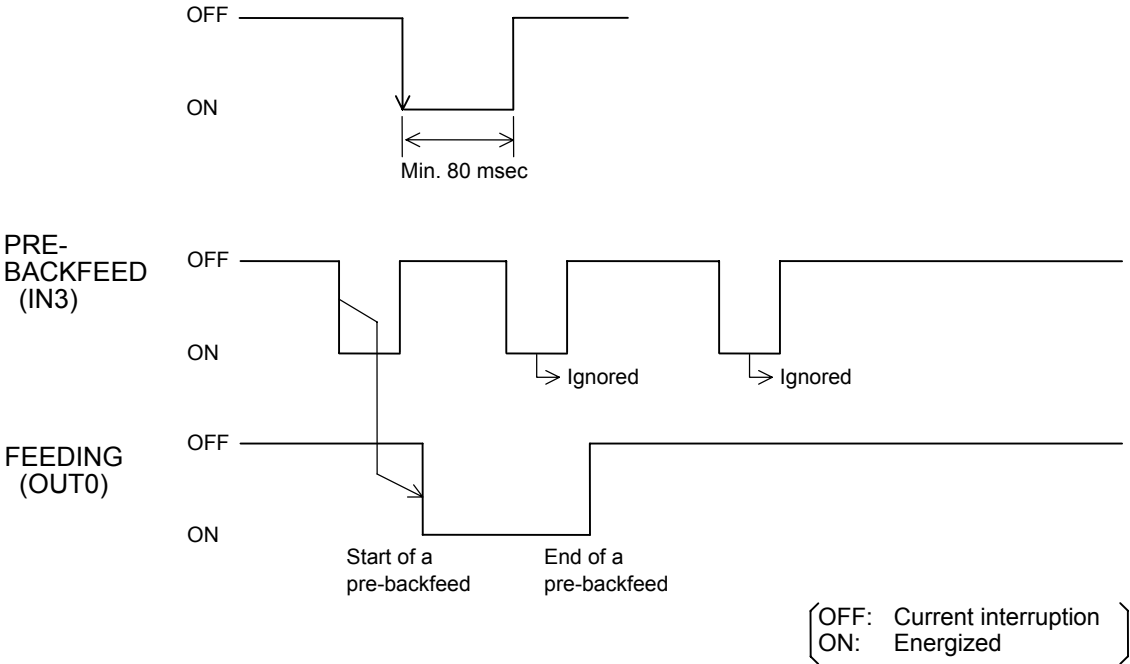 OFF
ON
Min. 80 msec
PRE-
BACKFEED
(IN3)
OFF
ON
Ignored
Ignored
FEEDING
(OUT0)
OFF
ON
Start of a
pre-backfeed
End of a
pre-backfeed
OFF: Current interruption
ON: Energized